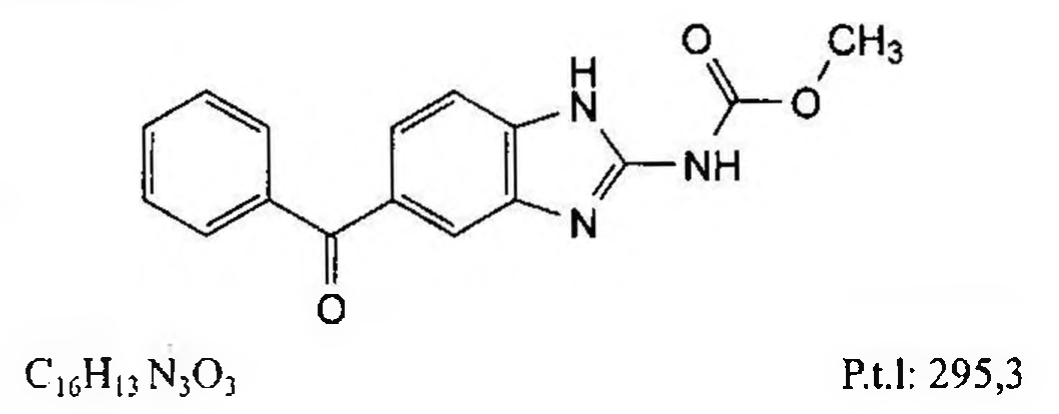 O
CH₃
H
N
O
NH
N
O
C₁₆H₁₃N₃O₃ P.t.l: 295,3